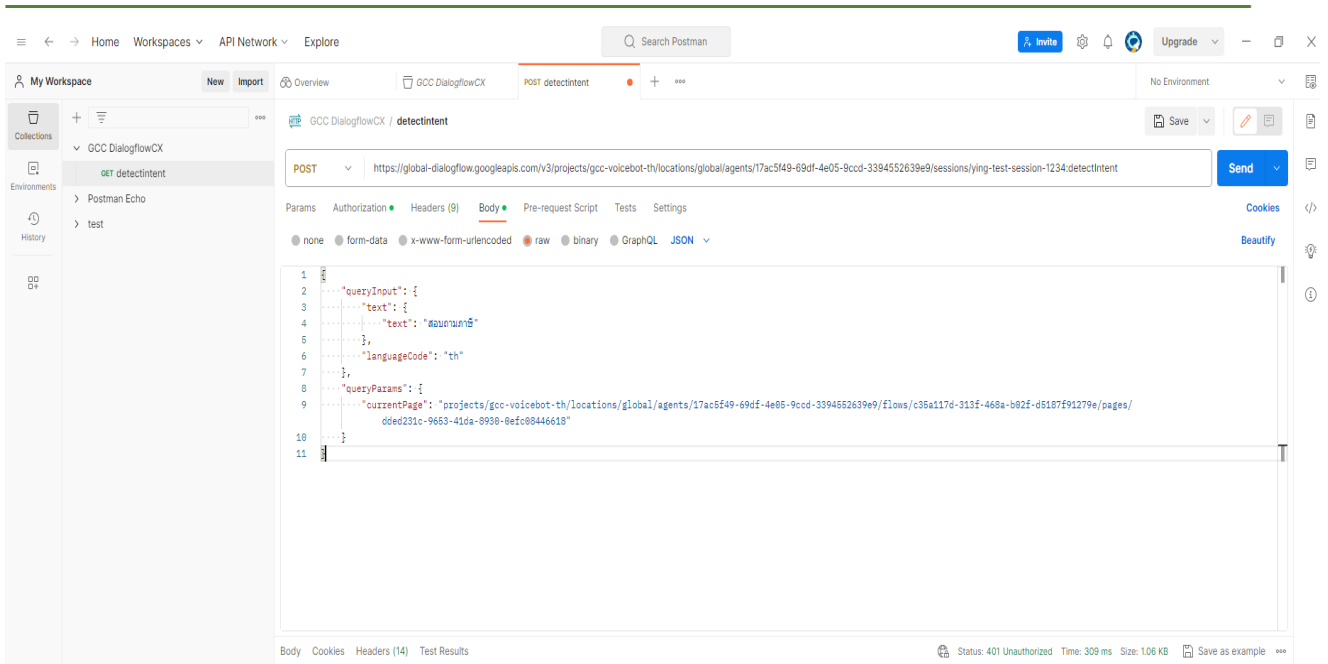 Home Workspaces API Network Explore Search Postman Invite Upgrade
My Workspace New Import Overview GCC DialogflowCX POST detectintent No Environment
Collections
Environments
History
GCC DialogflowCX
GET detectintent
Postman Echo
test
HTTP GCC DialogflowCX / detectintent Save
POST https://global-dialogflow.googleapis.com/v3/projects/gcc-voicebot-th/locations/global/agents/17ac5f49-69df-4e05-9ccd-3394552639e9/sessions/ying-test-session-1234:detectIntent Send
Params Authorization Headers (9) Body Pre-request Script Tests Settings Cookies
none form-data x-www-form-urlencoded raw binary GraphQL JSON Beautify
1 {
2 "queryInput": {
3 "text": {
4 "text": "สอบถามภาษี"
5 },
6 "languageCode": "th"
7 },
8 "queryParams": {
9 "currentPage": "projects/gcc-voicebot-th/locations/global/agents/17ac5f49-69df-4e05-9ccd-3394552639e9/flows/c35a117d-313f-468a-b02f-d5187f91279e/pages/
dded231c-9653-41da-8930-0efc08446618"
10 }
11 }
Body Cookies Headers (14) Test Results Status: 401 Unauthorized Time: 309 ms Size: 1.06 KB Save as example